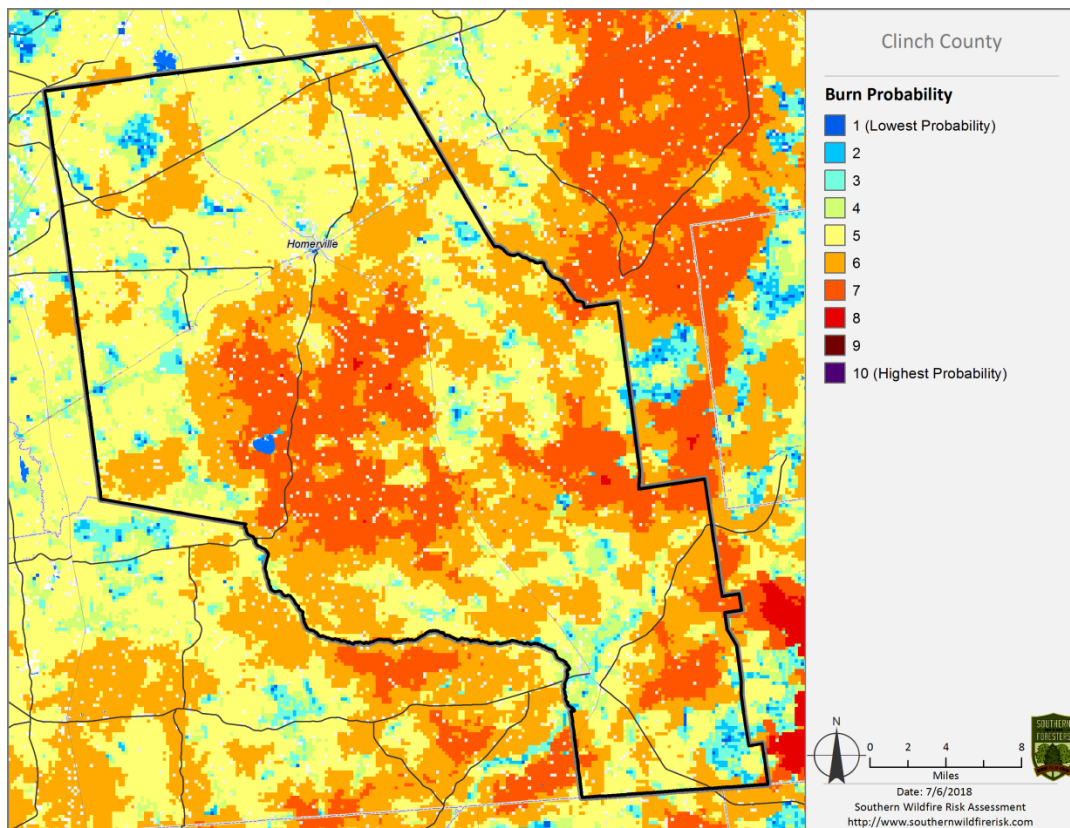 Clinch County
Burn Probability
1 (Lowest Probability)
2
3
4
5
6
7
8
9
10 (Highest Probability)
Homerville
N
0 2 4 8
Miles
Date: 7/6/2018
Southern Wildfire Risk Assessment
http://www.southernwildfirerisk.com
SOUTHERN
FORESTERS